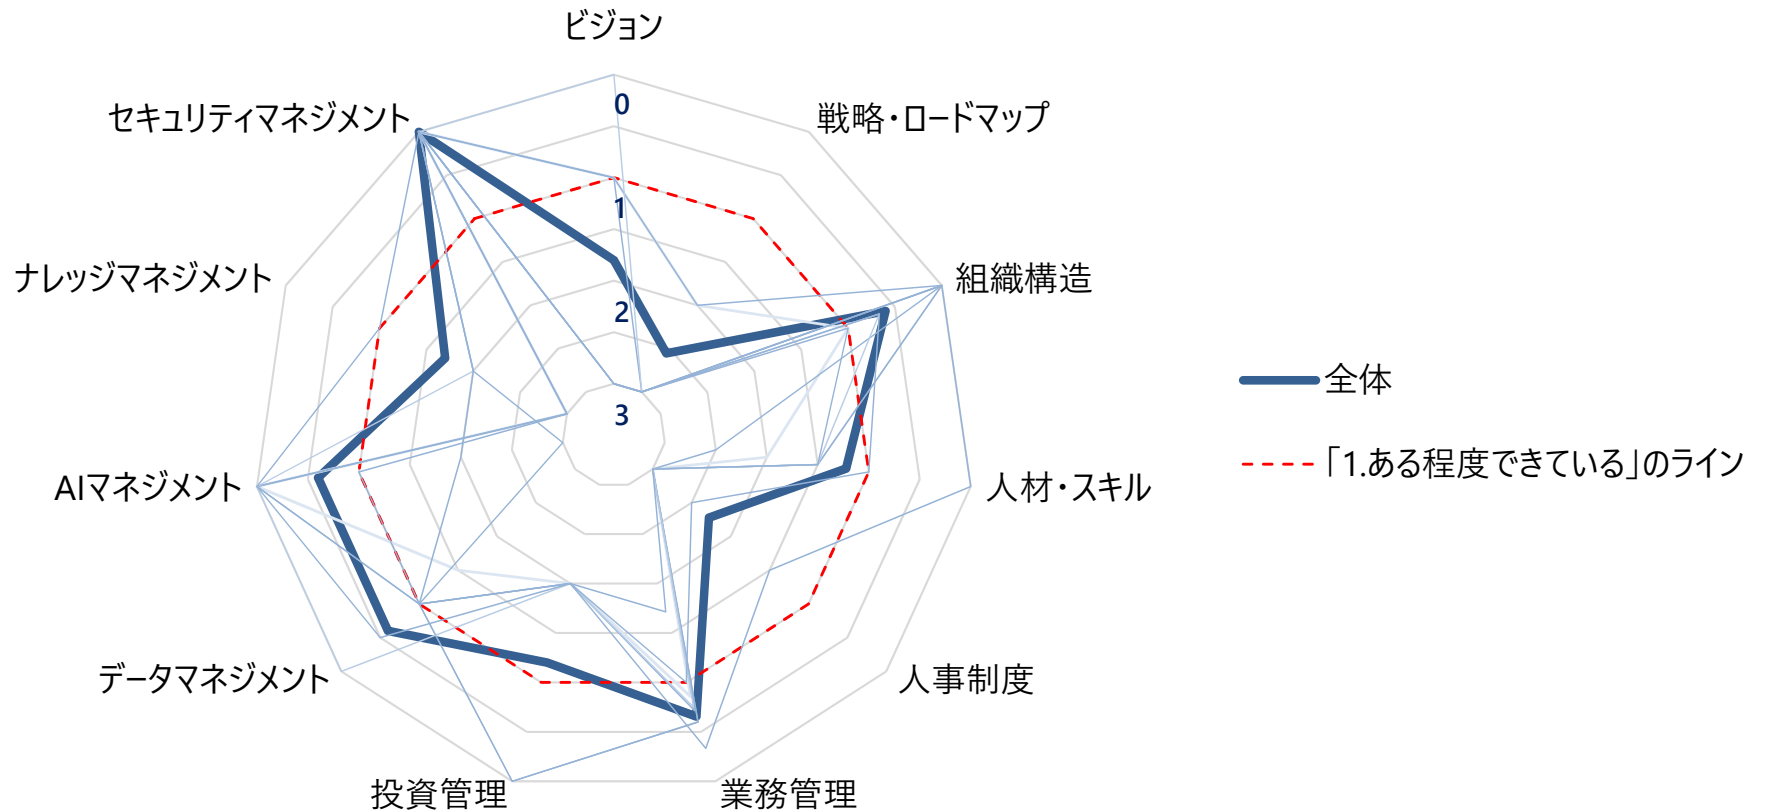 ビジョン
戦略・ロードマップ
組織構造
人材・スキル
人事制度
業務管理
投資管理
データマネジメント
AIマネジメント
ナレッジマネジメント
セキュリティマネジメント
0
1
2
3
全体
「1.ある程度できている」のライン